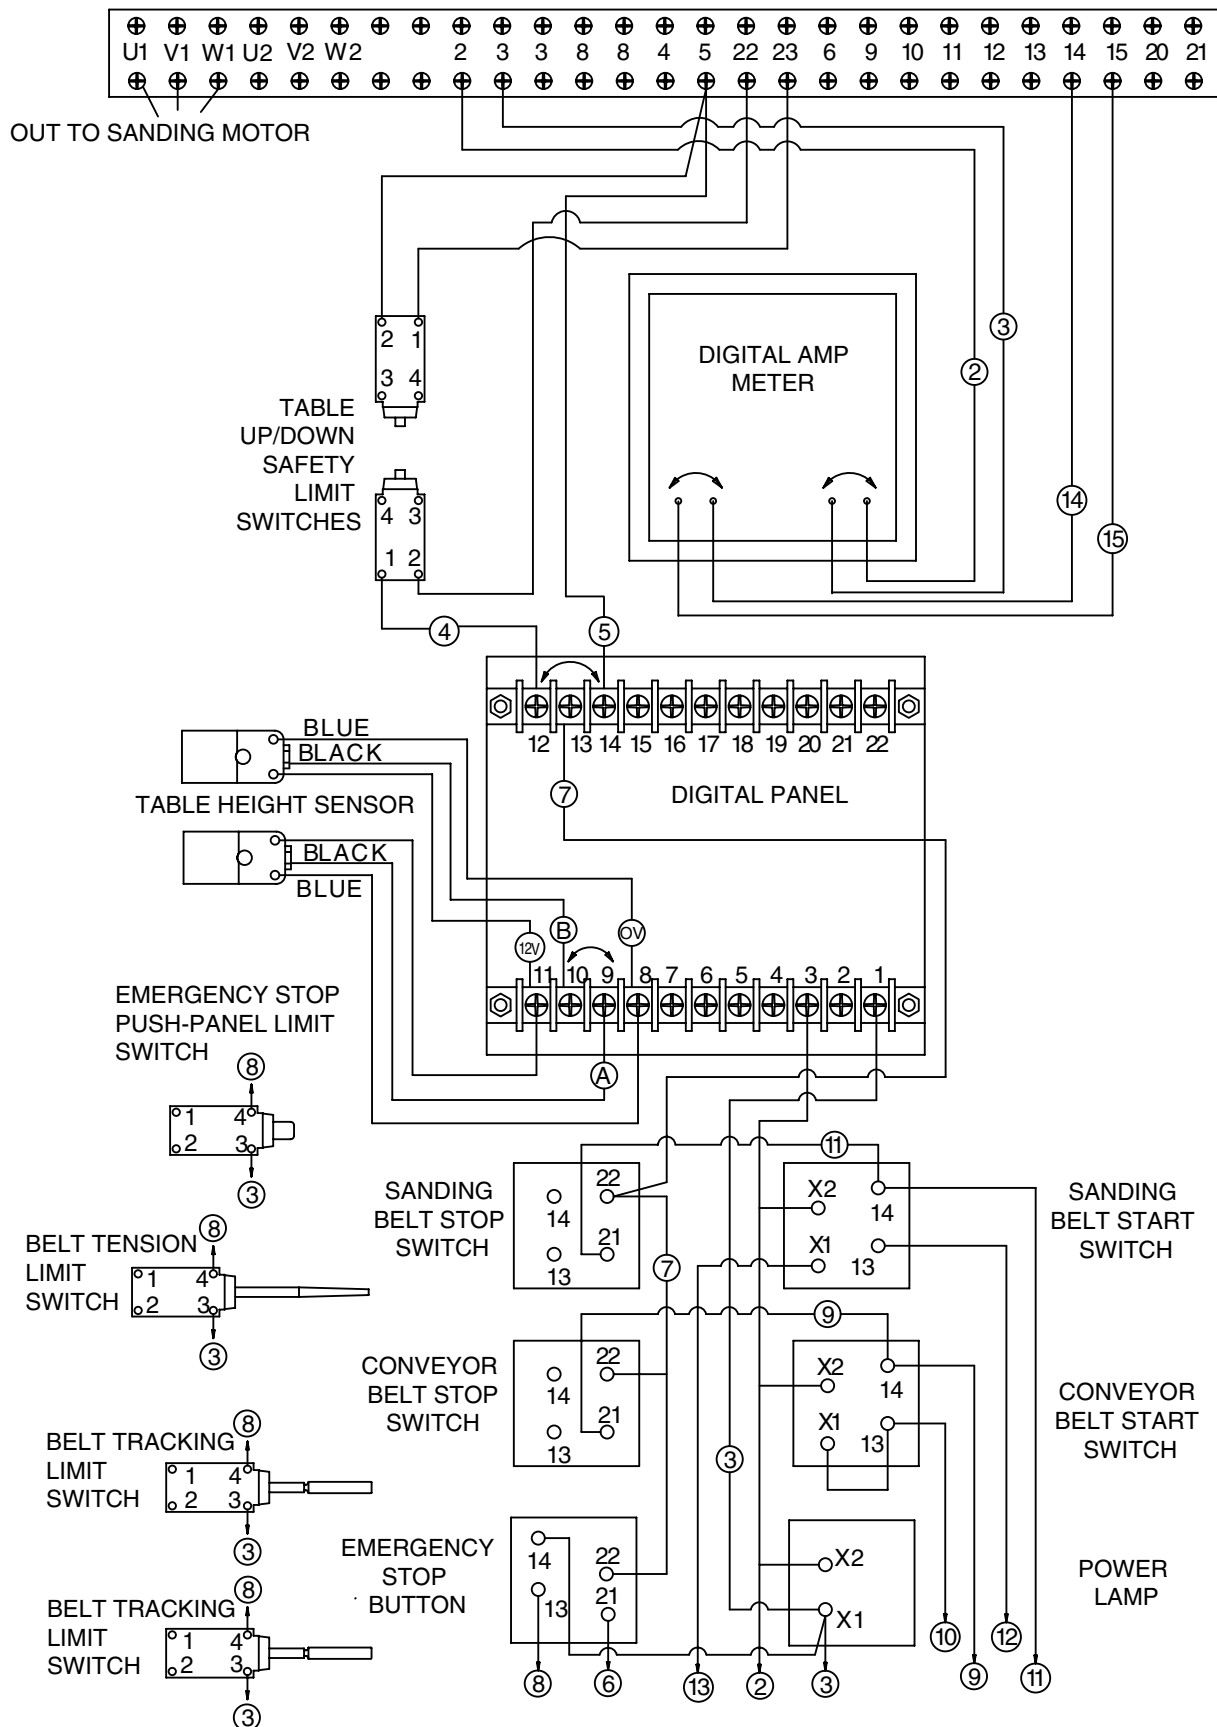 U1 V1 W1 U2 V2 W2 2 3 3 8 8 4 5 22 23 6 9 10 11 12 13 14 15 20 21
OUT TO SANDING MOTOR
2 1
3 4
TABLE
UP/DOWN
SAFETY
LIMIT
SWITCHES
4 3
1 2
DIGITAL AMP
METER
3
2
14
15
4
5
12 13 14 15 16 17 18 19 20 21 22
7
DIGITAL PANEL
BLUE
BLACK
TABLE HEIGHT SENSOR
BLACK
BLUE
12V
B
0V
11 10 9 8 7 6 5 4 3 2 1
A
EMERGENCY STOP
PUSH-PANEL LIMIT
SWITCH
8
1 4
2 3
3
BELT TENSION
LIMIT
SWITCH
8
1 4
2 3
3
BELT TRACKING
LIMIT
SWITCH
8
1 4
2 3
3
BELT TRACKING
LIMIT
SWITCH
8
1 4
2 3
3
SANDING
BELT STOP
SWITCH
22
14
21
13
11
X2
14
X1
13
SANDING
BELT START
SWITCH
7
CONVEYOR
BELT STOP
SWITCH
22
14
21
13
9
X2
14
X1
13
CONVEYOR
BELT START
SWITCH
3
EMERGENCY
STOP
BUTTON
14
22
13
21
X2
X1
POWER
LAMP
8 6 13 2 3 10 12 9 11